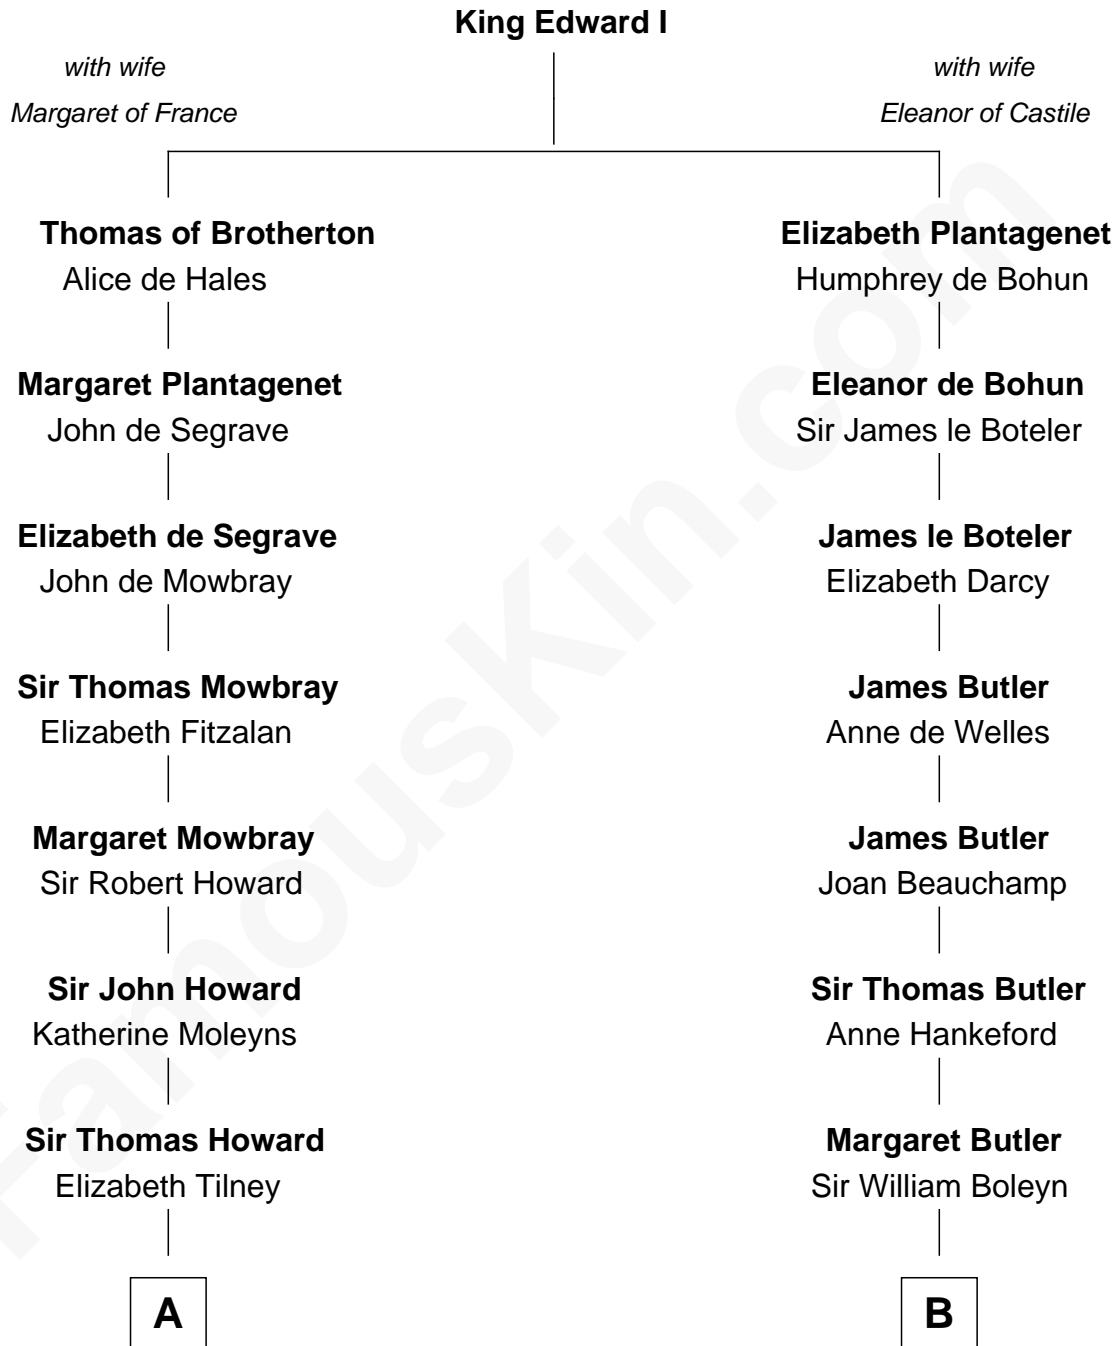 King Edward I
with wife
Margaret of France
with wife
Eleanor of Castile
Thomas of Brotherton
Alice de Hales
Elizabeth Plantagenet
Humphrey de Bohun
Margaret Plantagenet
John de Segrave
Eleanor de Bohun
Sir James le Boteler
Elizabeth de Segrave
John de Mowbray
James le Boteler
Elizabeth Darcy
Sir Thomas Mowbray
Elizabeth Fitzalan
James Butler
Anne de Welles
Margaret Mowbray
Sir Robert Howard
James Butler
Joan Beauchamp
Sir John Howard
Katherine Moleyns
Sir Thomas Butler
Anne Hankeford
Sir Thomas Howard
Elizabeth Tilney
Margaret Butler
Sir William Boleyn
A
B
FamousKin.com